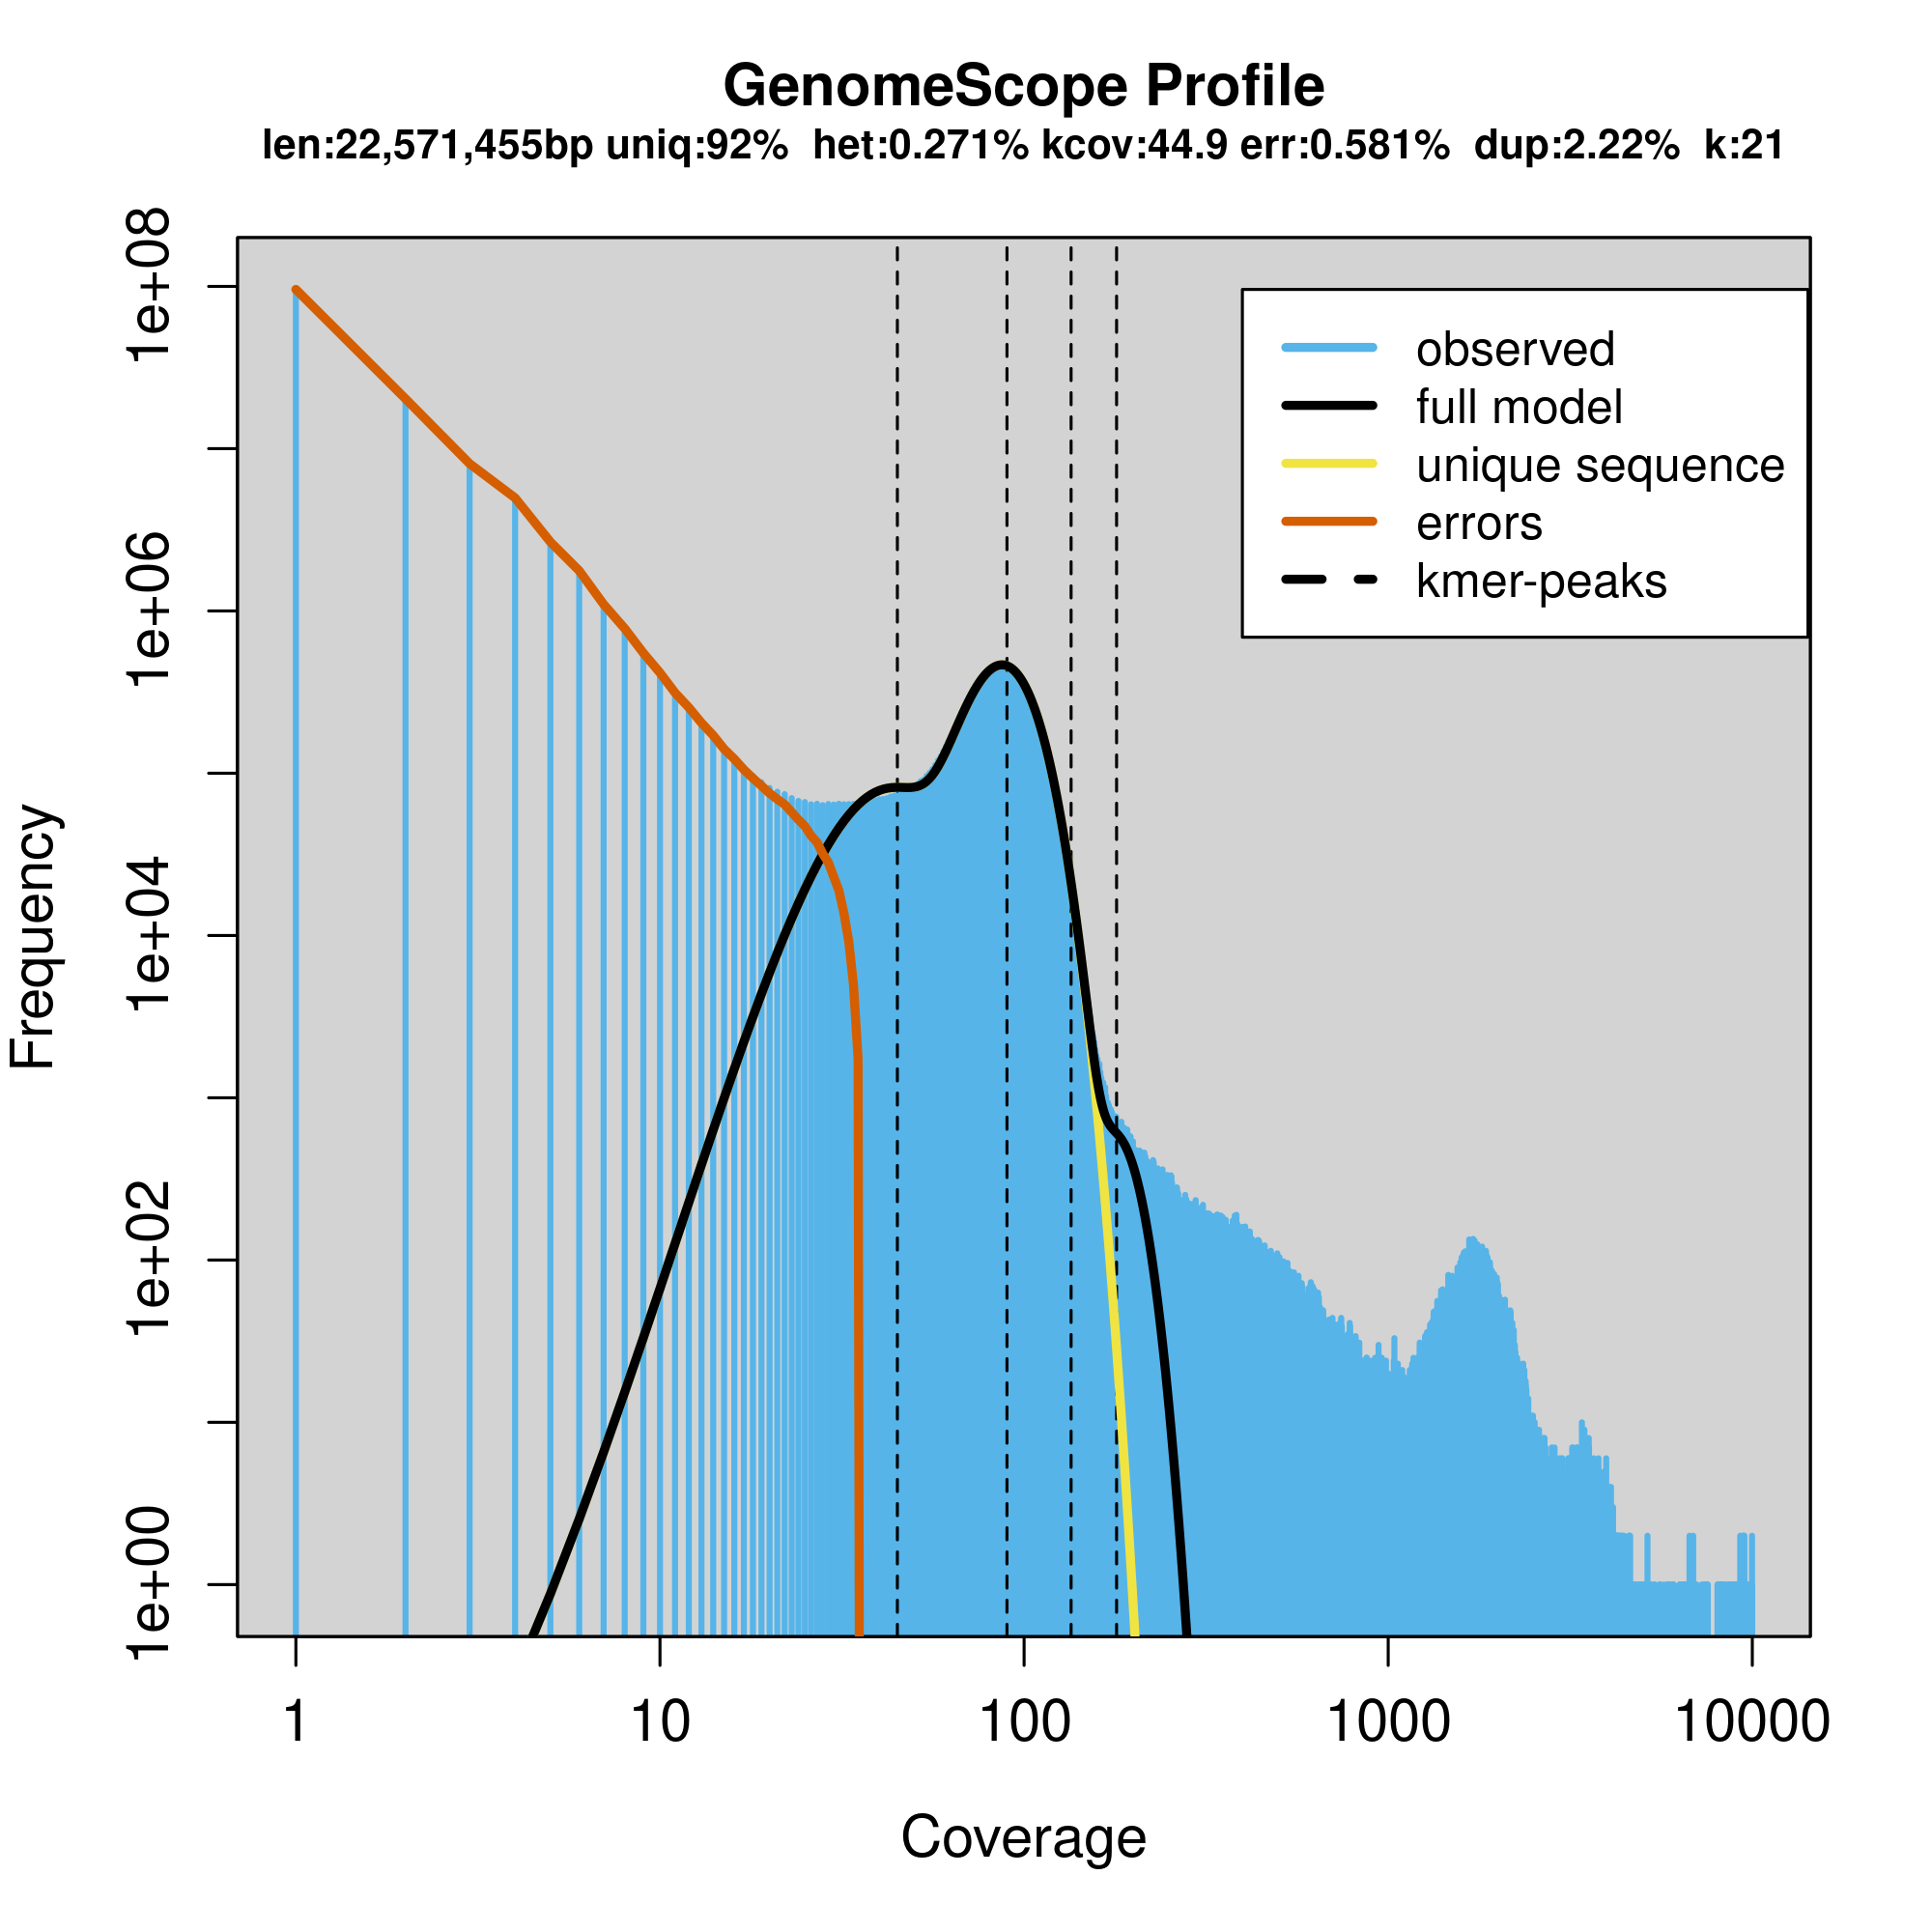 GenomeScope Profile
len:22,571,455bp uniq:92% het:0.271% kcov:44.9 err:0.581% dup:2.22% k:21
1e+08
1e+06
1e+04
1e+02
1e+00
Frequency
observed
full model
unique sequence
errors
kmer-peaks
1 10 100 1000 10000
Coverage